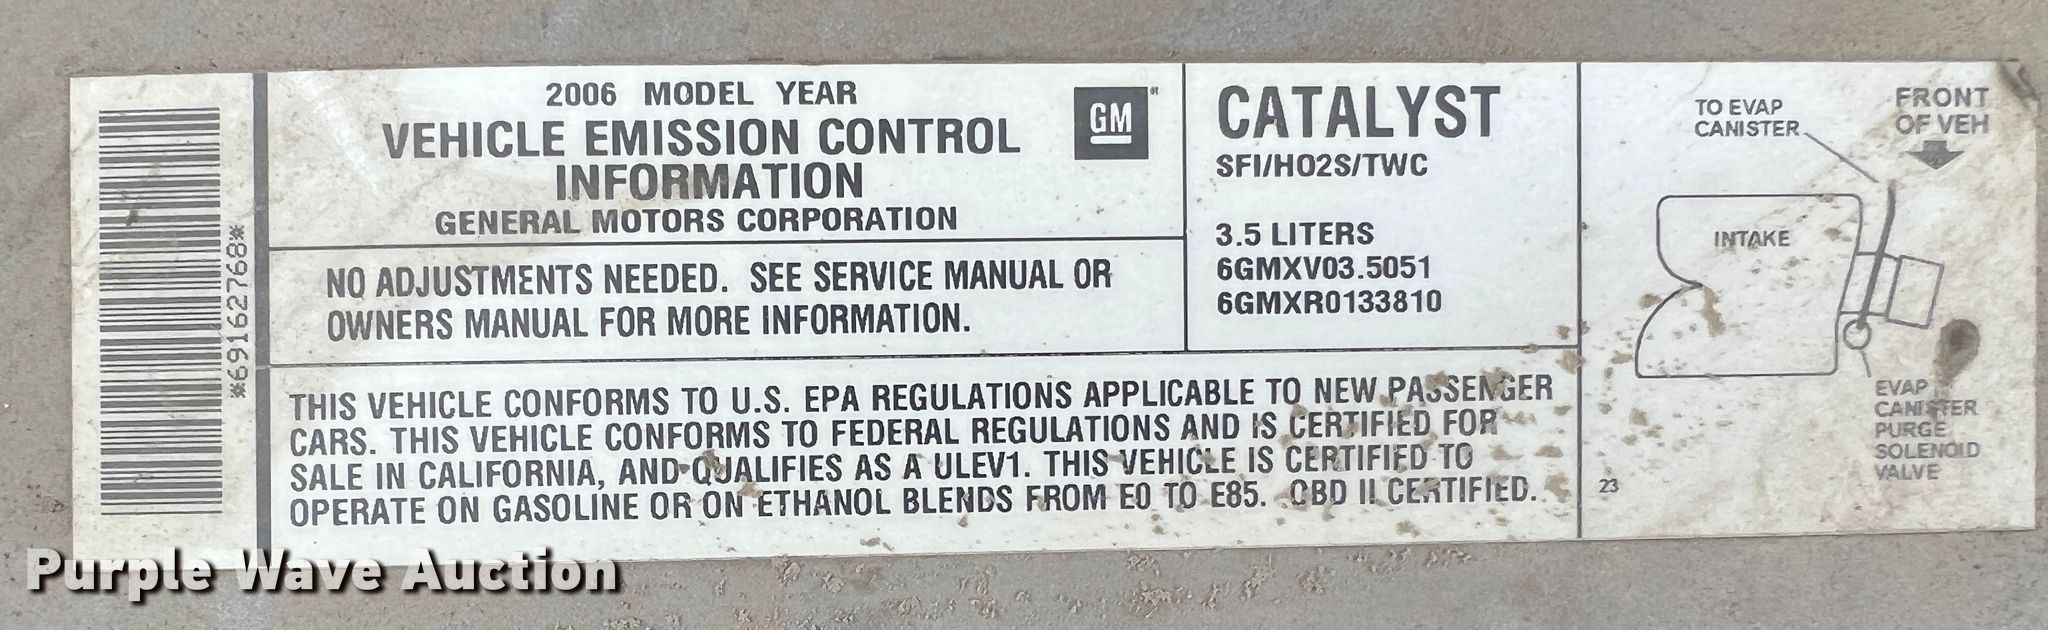 *69162768*
2006 MODEL YEAR
VEHICLE EMISSION CONTROL
INFORMATION
GENERAL MOTORS CORPORATION
GM®
NO ADJUSTMENTS NEEDED. SEE SERVICE MANUAL OR
OWNERS MANUAL FOR MORE INFORMATION.
CATALYST
SFI/HO2S/TWC
3.5 LITERS
6GMXV03.5051
6GMXR0133810
THIS VEHICLE CONFORMS TO U.S. EPA REGULATIONS APPLICABLE TO NEW PASSENGER
CARS. THIS VEHICLE CONFORMS TO FEDERAL REGULATIONS AND IS CERTIFIED FOR
SALE IN CALIFORNIA, AND QUALIFIES AS A ULEV1. THIS VEHICLE IS CERTIFIED TO
OPERATE ON GASOLINE OR ON ETHANOL BLENDS FROM E0 TO E85. OBD II CERTIFIED.
TO EVAP
CANISTER
FRONT
OF VEH
INTAKE
EVAP
CANISTER
PURGE
SOLENOID
VALVE
23
Purple Wave Auction